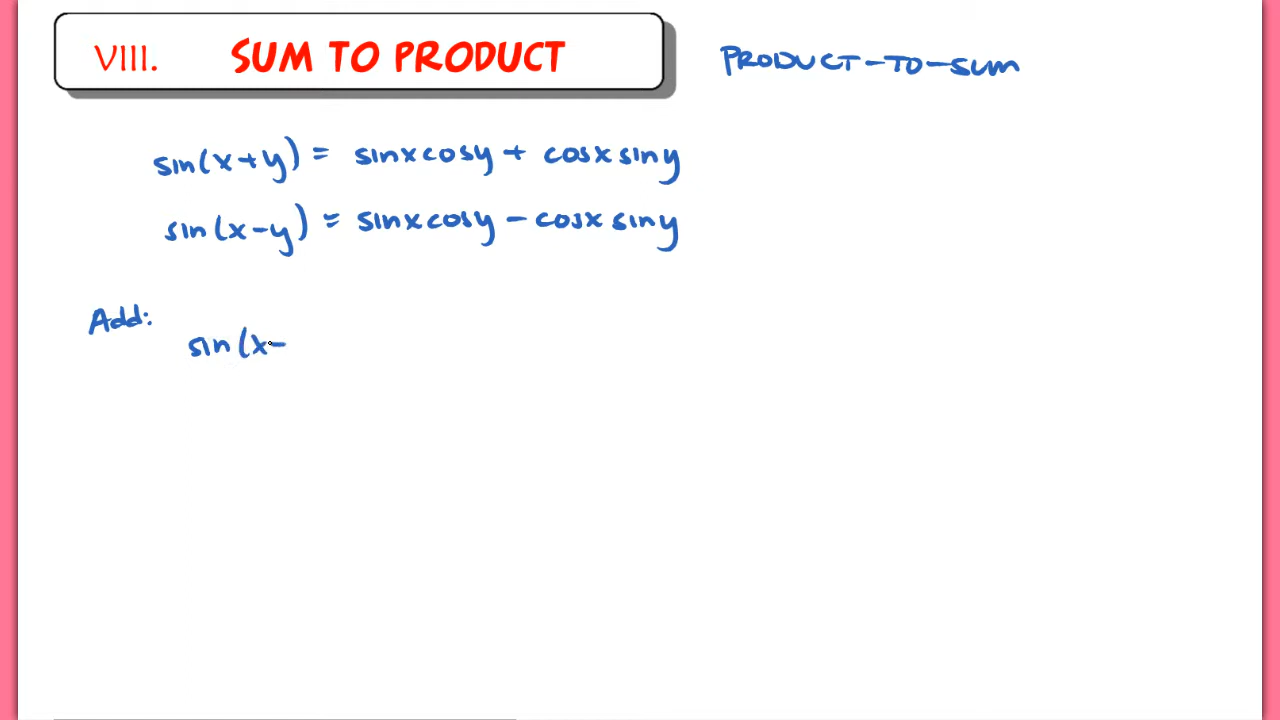 VIII. SUM TO PRODUCT
PRODUCT-TO-SUM
sin(x+y) = sinxcosy + cosxsiny
sin(x-y) = sinxcosy - cosxsiny
Add:
sin(x-